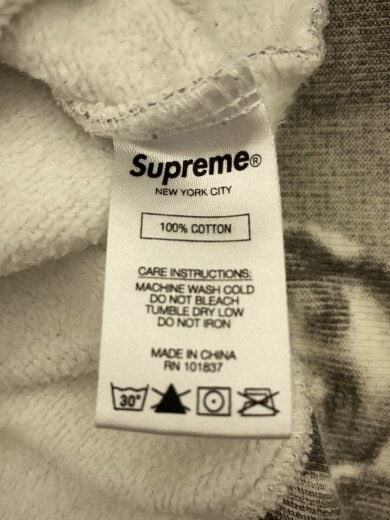 Supreme®
NEW YORK CITY
100% COTTON
CARE INSTRUCTIONS:
MACHINE WASH COLD
DO NOT BLEACH
TUMBLE DRY LOW
DO NOT IRON
MADE IN CHINA
RN 101837
30°